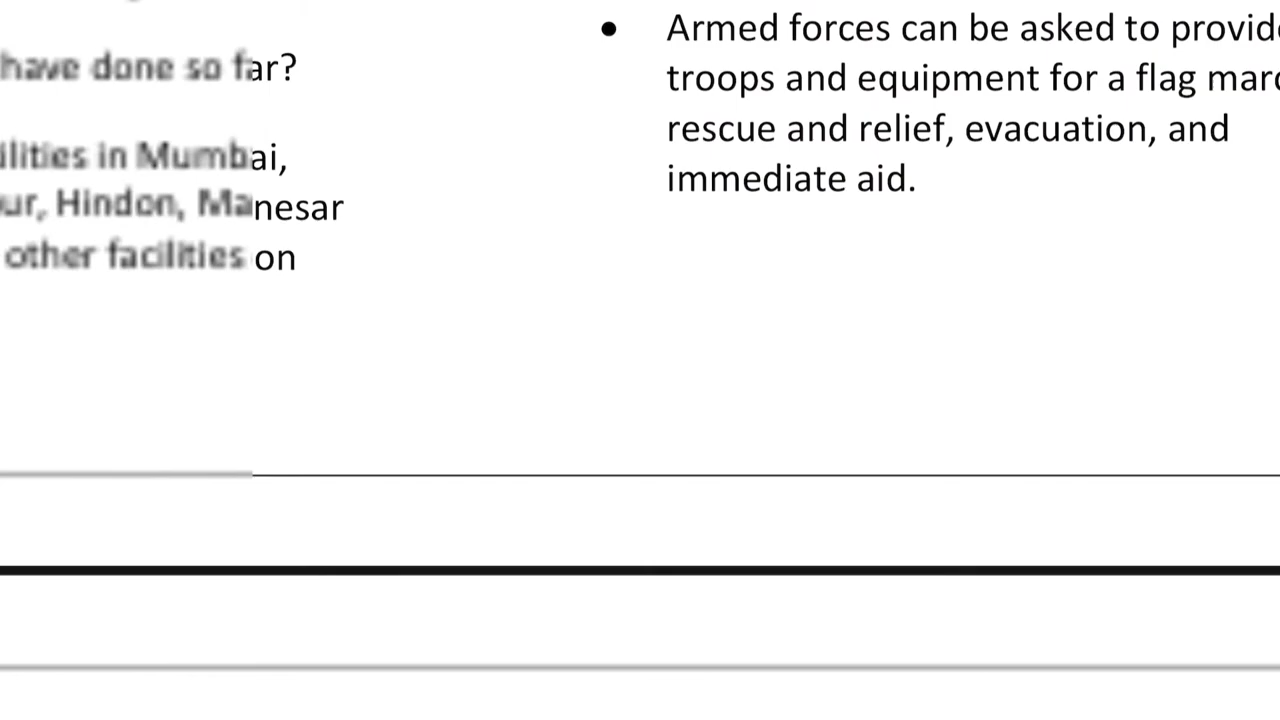 have done so far?
ilities in Mumbai,
ur, Hindon, Manesar
other facilities on
• Armed forces can be asked to provide
troops and equipment for a flag marc
rescue and relief, evacuation, and
immediate aid.